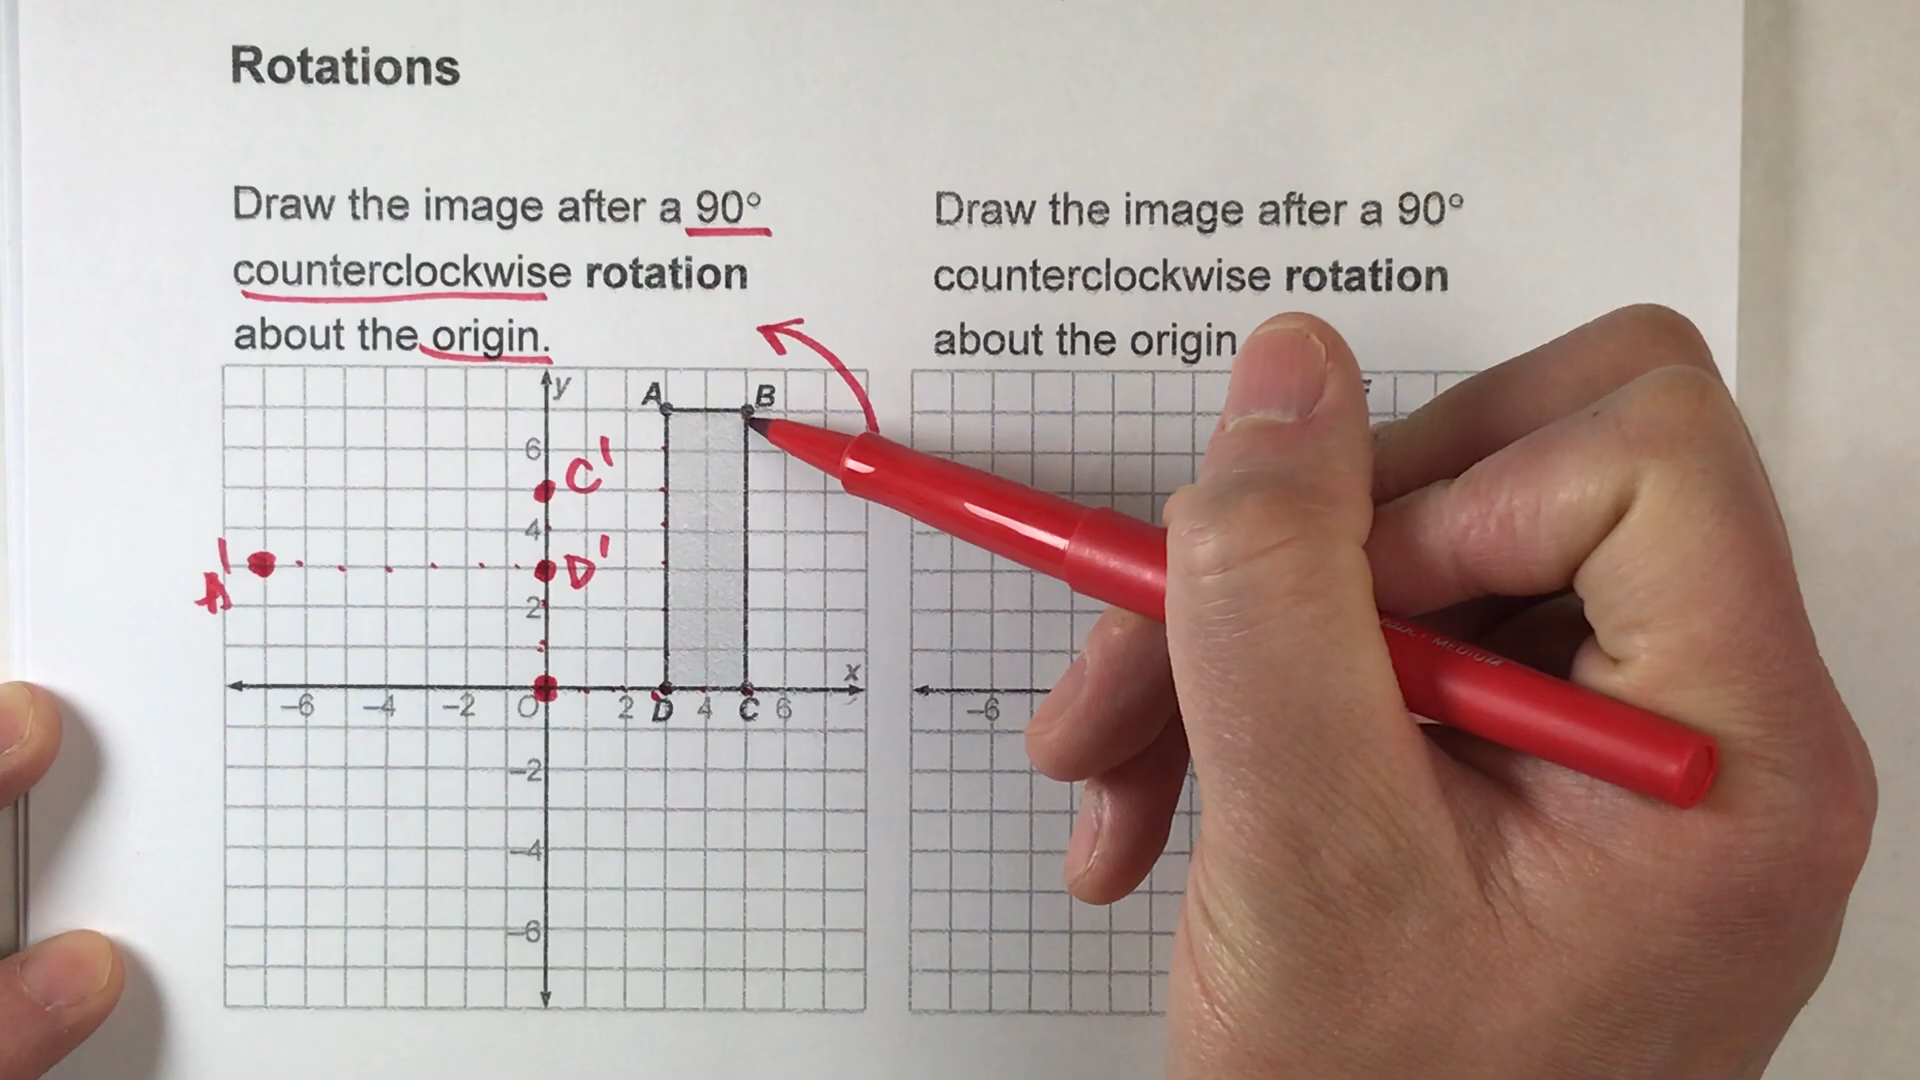 Rotations
Draw the image after a 90°
counterclockwise rotation
about the origin.
Draw the image after a 90°
counterclockwise rotation
about the origin
y
A
B
6
C'
4
A'
D'
2
x
–6
–4
–2
O
2
D
4
C
6
–2
–4
–6
–6